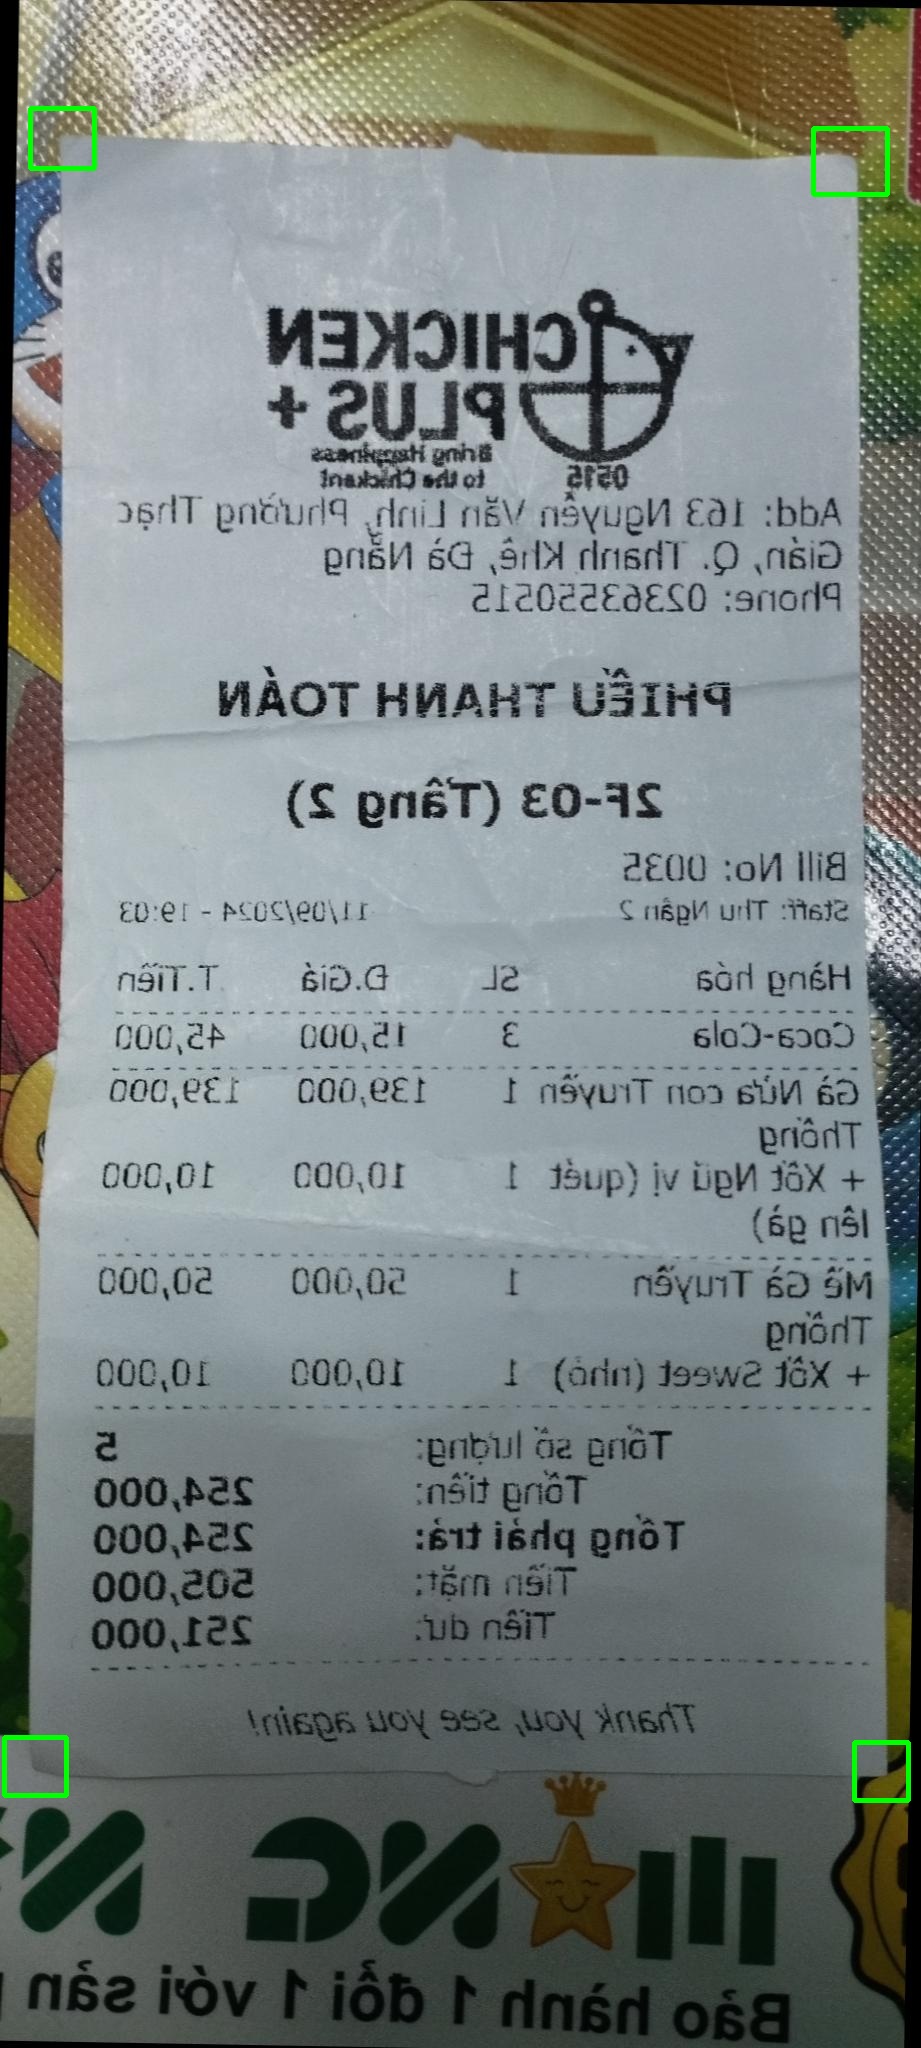 CHICKEN
PLUS +
Bring Happiness
to the Chickent
0515
Add: 163 Nguyễn Văn Linh, Phường Thạc
Gián, Q. Thanh Khê, Đà Nẵng
Phone: 02363550515
PHIẾU THANH TOÁN
2F-03 (Tầng 2)
Bill No: 0035
Staff: Thu Ngân 2 11/09/2024 - 19:03
Hàng hóa SL Đ.Giá T.Tiền
Coca-Cola 3 15,000 45,000
Gà Nửa con Truyền 1 139,000 139,000
Thống
+ Xốt Ngũ vị (quét 1 10,000 10,000
lên gà)
Mề Gà Truyền 1 50,000 50,000
Thống
+ Xốt Sweet (nhỏ) 1 10,000 10,000
Tổng số lượng: 5
Tổng tiền: 254,000
Tổng phải trả: 254,000
Tiền mặt: 505,000
Tiền dư: 251,000
Thank you, see you again!
Bảo hành 1 đổi 1 với sản